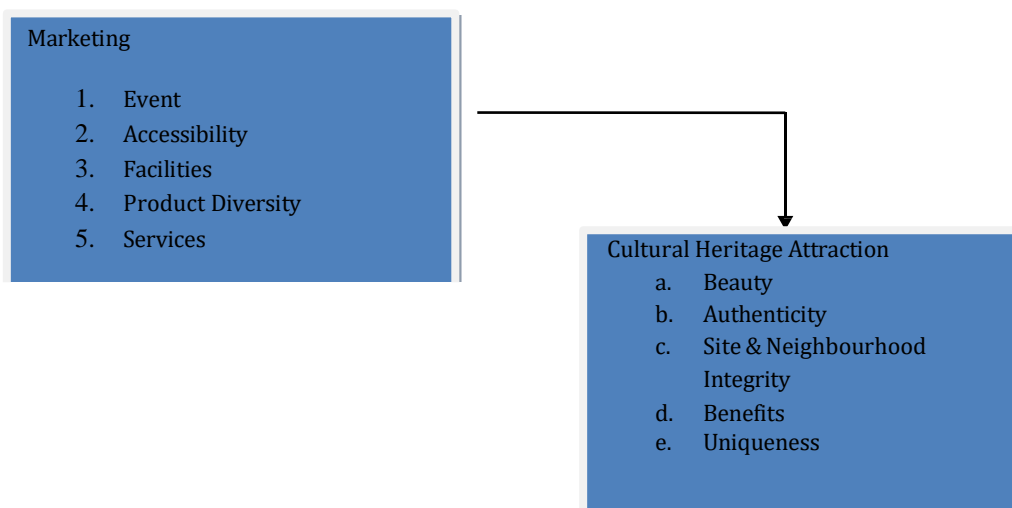 Marketing
1. Event
2. Accessibility
3. Facilities
4. Product Diversity
5. Services
Cultural Heritage Attraction
a. Beauty
b. Authenticity
c. Site & Neighbourhood
Integrity
d. Benefits
e. Uniqueness